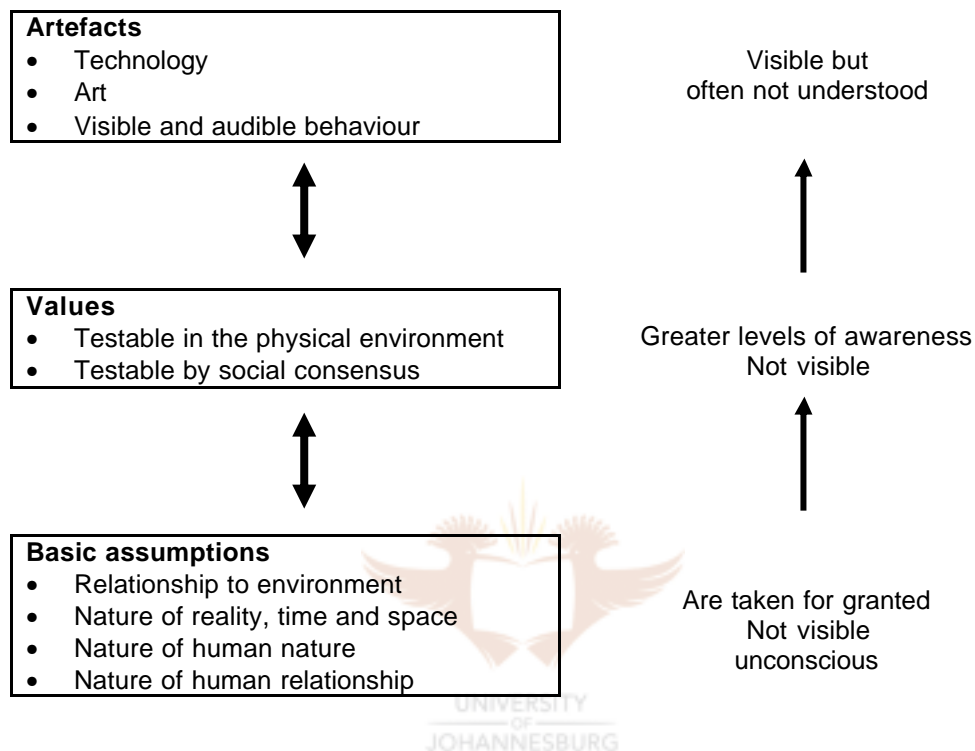 Artefacts
• Technology
• Art
• Visible and audible behaviour
Visible but
often not understood
Values
• Testable in the physical environment
• Testable by social consensus
Greater levels of awareness
Not visible
Basic assumptions
• Relationship to environment
• Nature of reality, time and space
• Nature of human nature
• Nature of human relationship
Are taken for granted
Not visible
unconscious
UNIVERSITY
OF
JOHANNESBURG